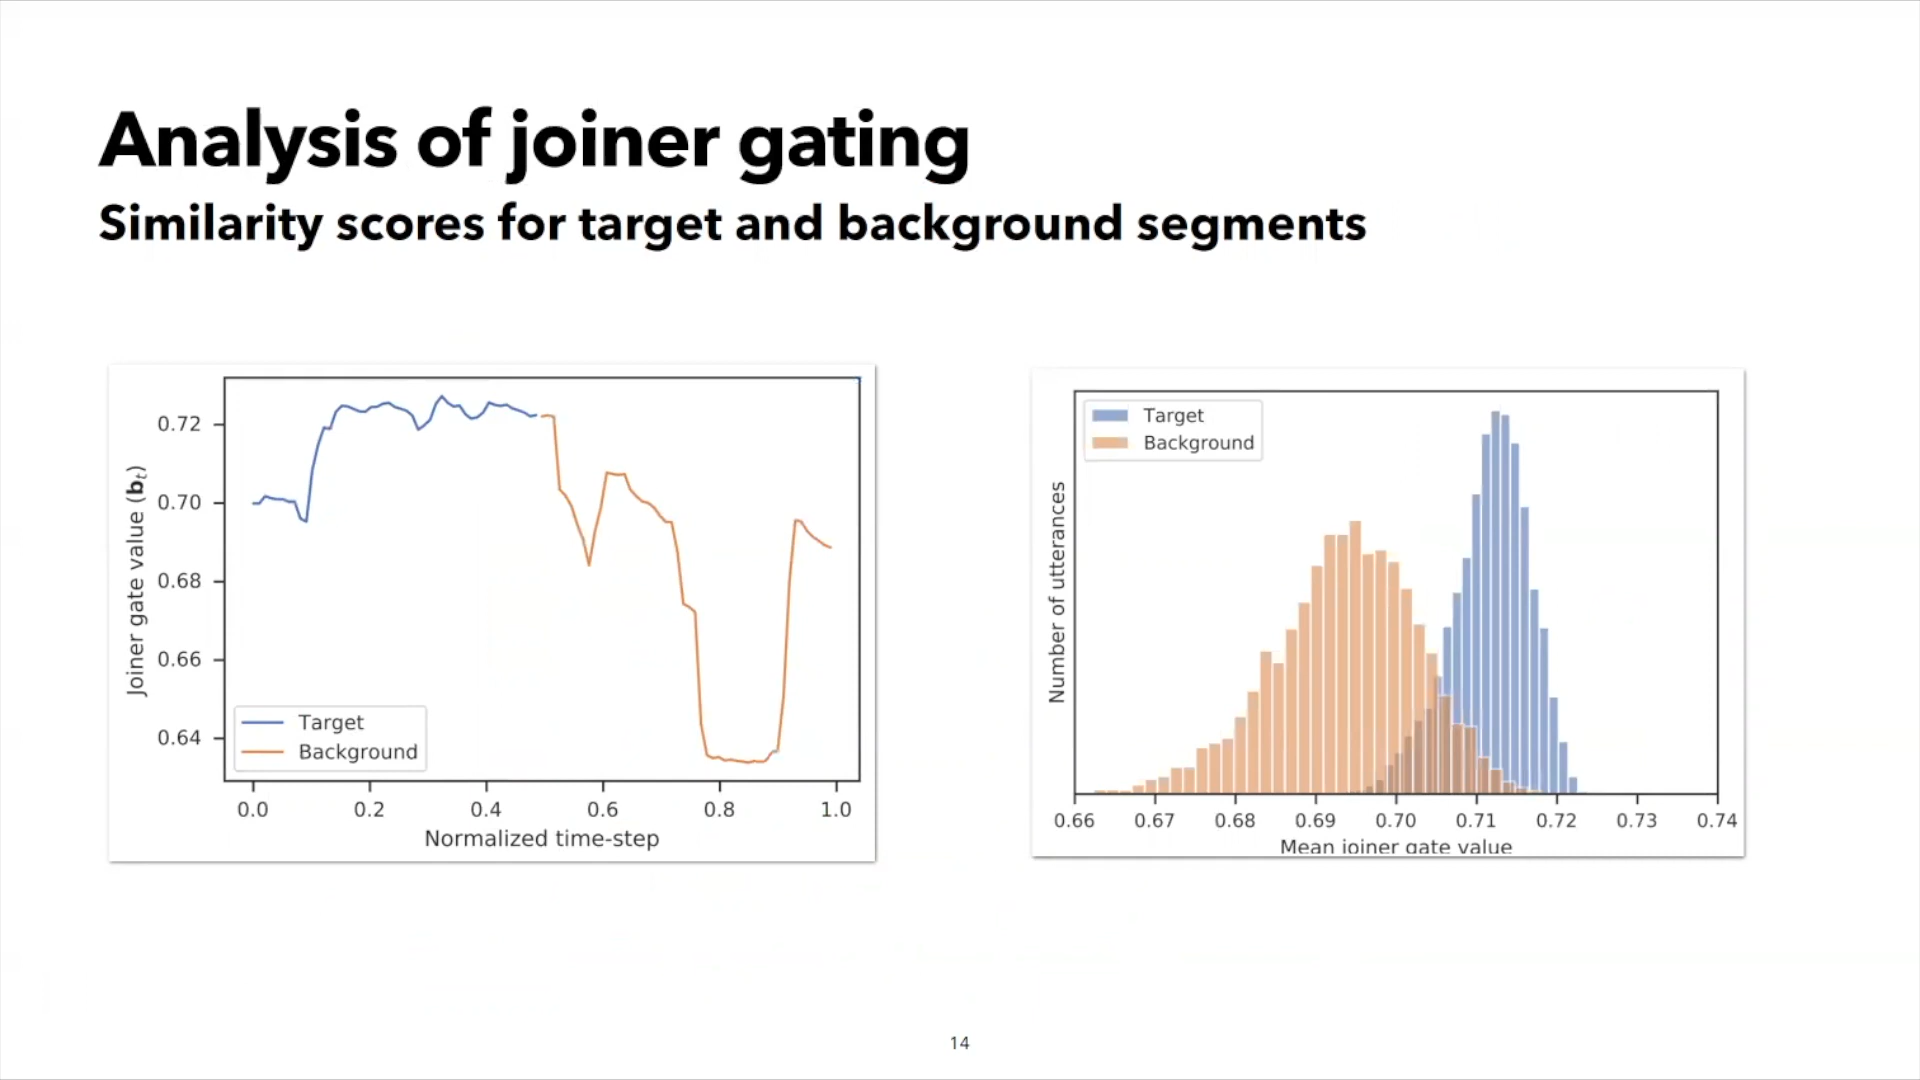 Analysis of joiner gating
Similarity scores for target and background segments
Joiner gate value (bₜ)
0.72
0.70
0.68
0.66
0.64
Target
Background
0.0 0.2 0.4 0.6 0.8 1.0
Normalized time-step
Number of utterances
Target
Background
0.66 0.67 0.68 0.69 0.70 0.71 0.72 0.73 0.74
Mean joiner gate value
14